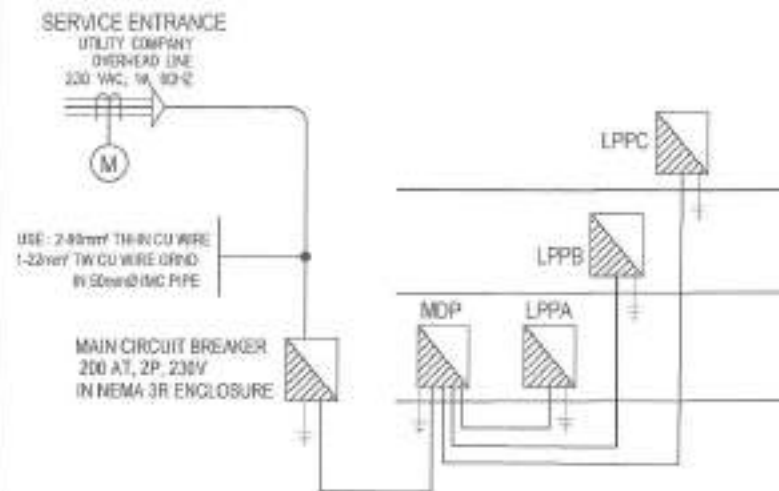 SERVICE ENTRANCE
UTILITY COMPANY
OVERHEAD LINE
230 VAC, 60HZ
M
USE : 2-80mm² THHN CU WIRE
1-22mm² TW CU WIRE GRND
IN 50mmØ IMC PIPE
MAIN CIRCUIT BREAKER
200 AT, 2P, 230V
IN NEMA 3R ENCLOSURE
MDP
LPPA
LPPB
LPPC